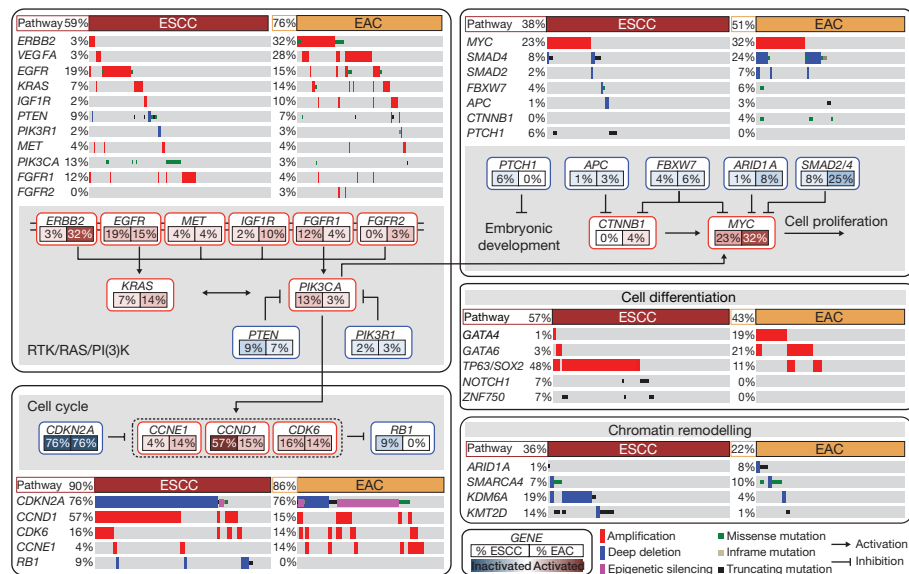 Pathway 59% ESCC 76% EAC
ERBB2 3% 32%
VEGFA 3% 28%
EGFR 19% 15%
KRAS 7% 14%
IGF1R 2% 10%
PTEN 9% 7%
PIK3R1 2% 3%
MET 4% 4%
PIK3CA 13% 3%
FGFR1 12% 4%
FGFR2 0% 3%
ERBB2 EGFR MET IGF1R FGFR1 FGFR2
3% 32% 19% 15% 4% 4% 2% 10% 12% 4% 0% 3%
KRAS PIK3CA
7% 14% 13% 3%
PTEN PIK3R1
9% 7% 2% 3%
RTK/RAS/PI(3)K
Cell cycle
CDKN2A CCNE1 CCND1 CDK6 RB1
76% 76% 4% 14% 57% 15% 16% 14% 9% 0%
Pathway 90% ESCC 86% EAC
CDKN2A 76% 76%
CCND1 57% 15%
CDK6 16% 14%
CCNE1 4% 14%
RB1 9% 0%
Pathway 38% ESCC 51% EAC
MYC 23% 32%
SMAD4 8% 24%
SMAD2 2% 7%
FBXW7 4% 6%
APC 1% 3%
CTNNB1 0% 4%
PTCH1 6% 0%
PTCH1 APC FBXW7 ARID1A SMAD2/4
6% 0% 1% 3% 4% 6% 1% 8% 8% 25%
Embryonic development
CTNNB1 MYC Cell proliferation
0% 4% 23% 32%
Cell differentiation
Pathway 57% ESCC 43% EAC
GATA4 1% 19%
GATA6 3% 21%
TP63/SOX2 48% 11%
NOTCH1 7% 0%
ZNF750 7% 0%
Chromatin remodelling
Pathway 36% ESCC 22% EAC
ARID1A 1% 8%
SMARCA4 7% 10%
KDM6A 19% 4%
KMT2D 14% 1%
GENE
% ESCC % EAC
Inactivated Activated
Amplification
Deep deletion
Epigenetic silencing
Missense mutation
Inframe mutation
Truncating mutation
Activation
Inhibition